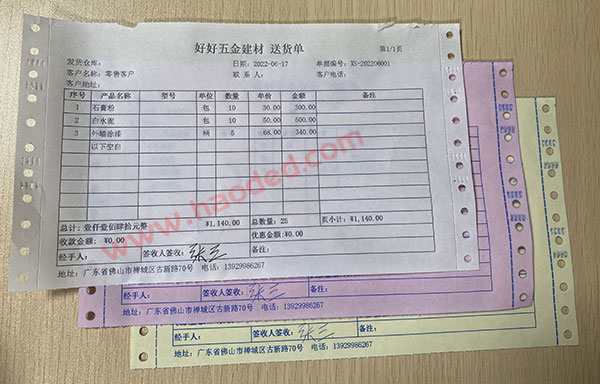 好好五金建材 送货单
第1/1页
发货仓库： 日期：2022-06-17 单据编号：XS-20220001
客户名称：零售客户 联 系 人： 客户电话：
客户地址：
序号 产品名称 型号 单位 数量 单价 金额 备注
1 石膏粉 包 10 30.00 300.00
2 白水泥 包 10 50.00 500.00
3 外墙涂漆 桶 5 68.00 340.00
以下空白
www.haoded.com
总计：壹仟壹佰肆拾元整 ¥1,140.00 总数量：25 页小计：¥1,140.00
收款金额：¥0.00 优惠金额：¥0.00
经手人： 签收人签收： 张三 备注：
地址：广东省佛山市禅城区古新路70号 电话：13929986267
经手人： 签收人签收： 张三 备注：
地址：广东省佛山市禅城区古新路70号 电话：13929986267
经手人： 签收人签收： 张三 备注：
地址：广东省佛山市禅城区古新路70号 电话：13929986267